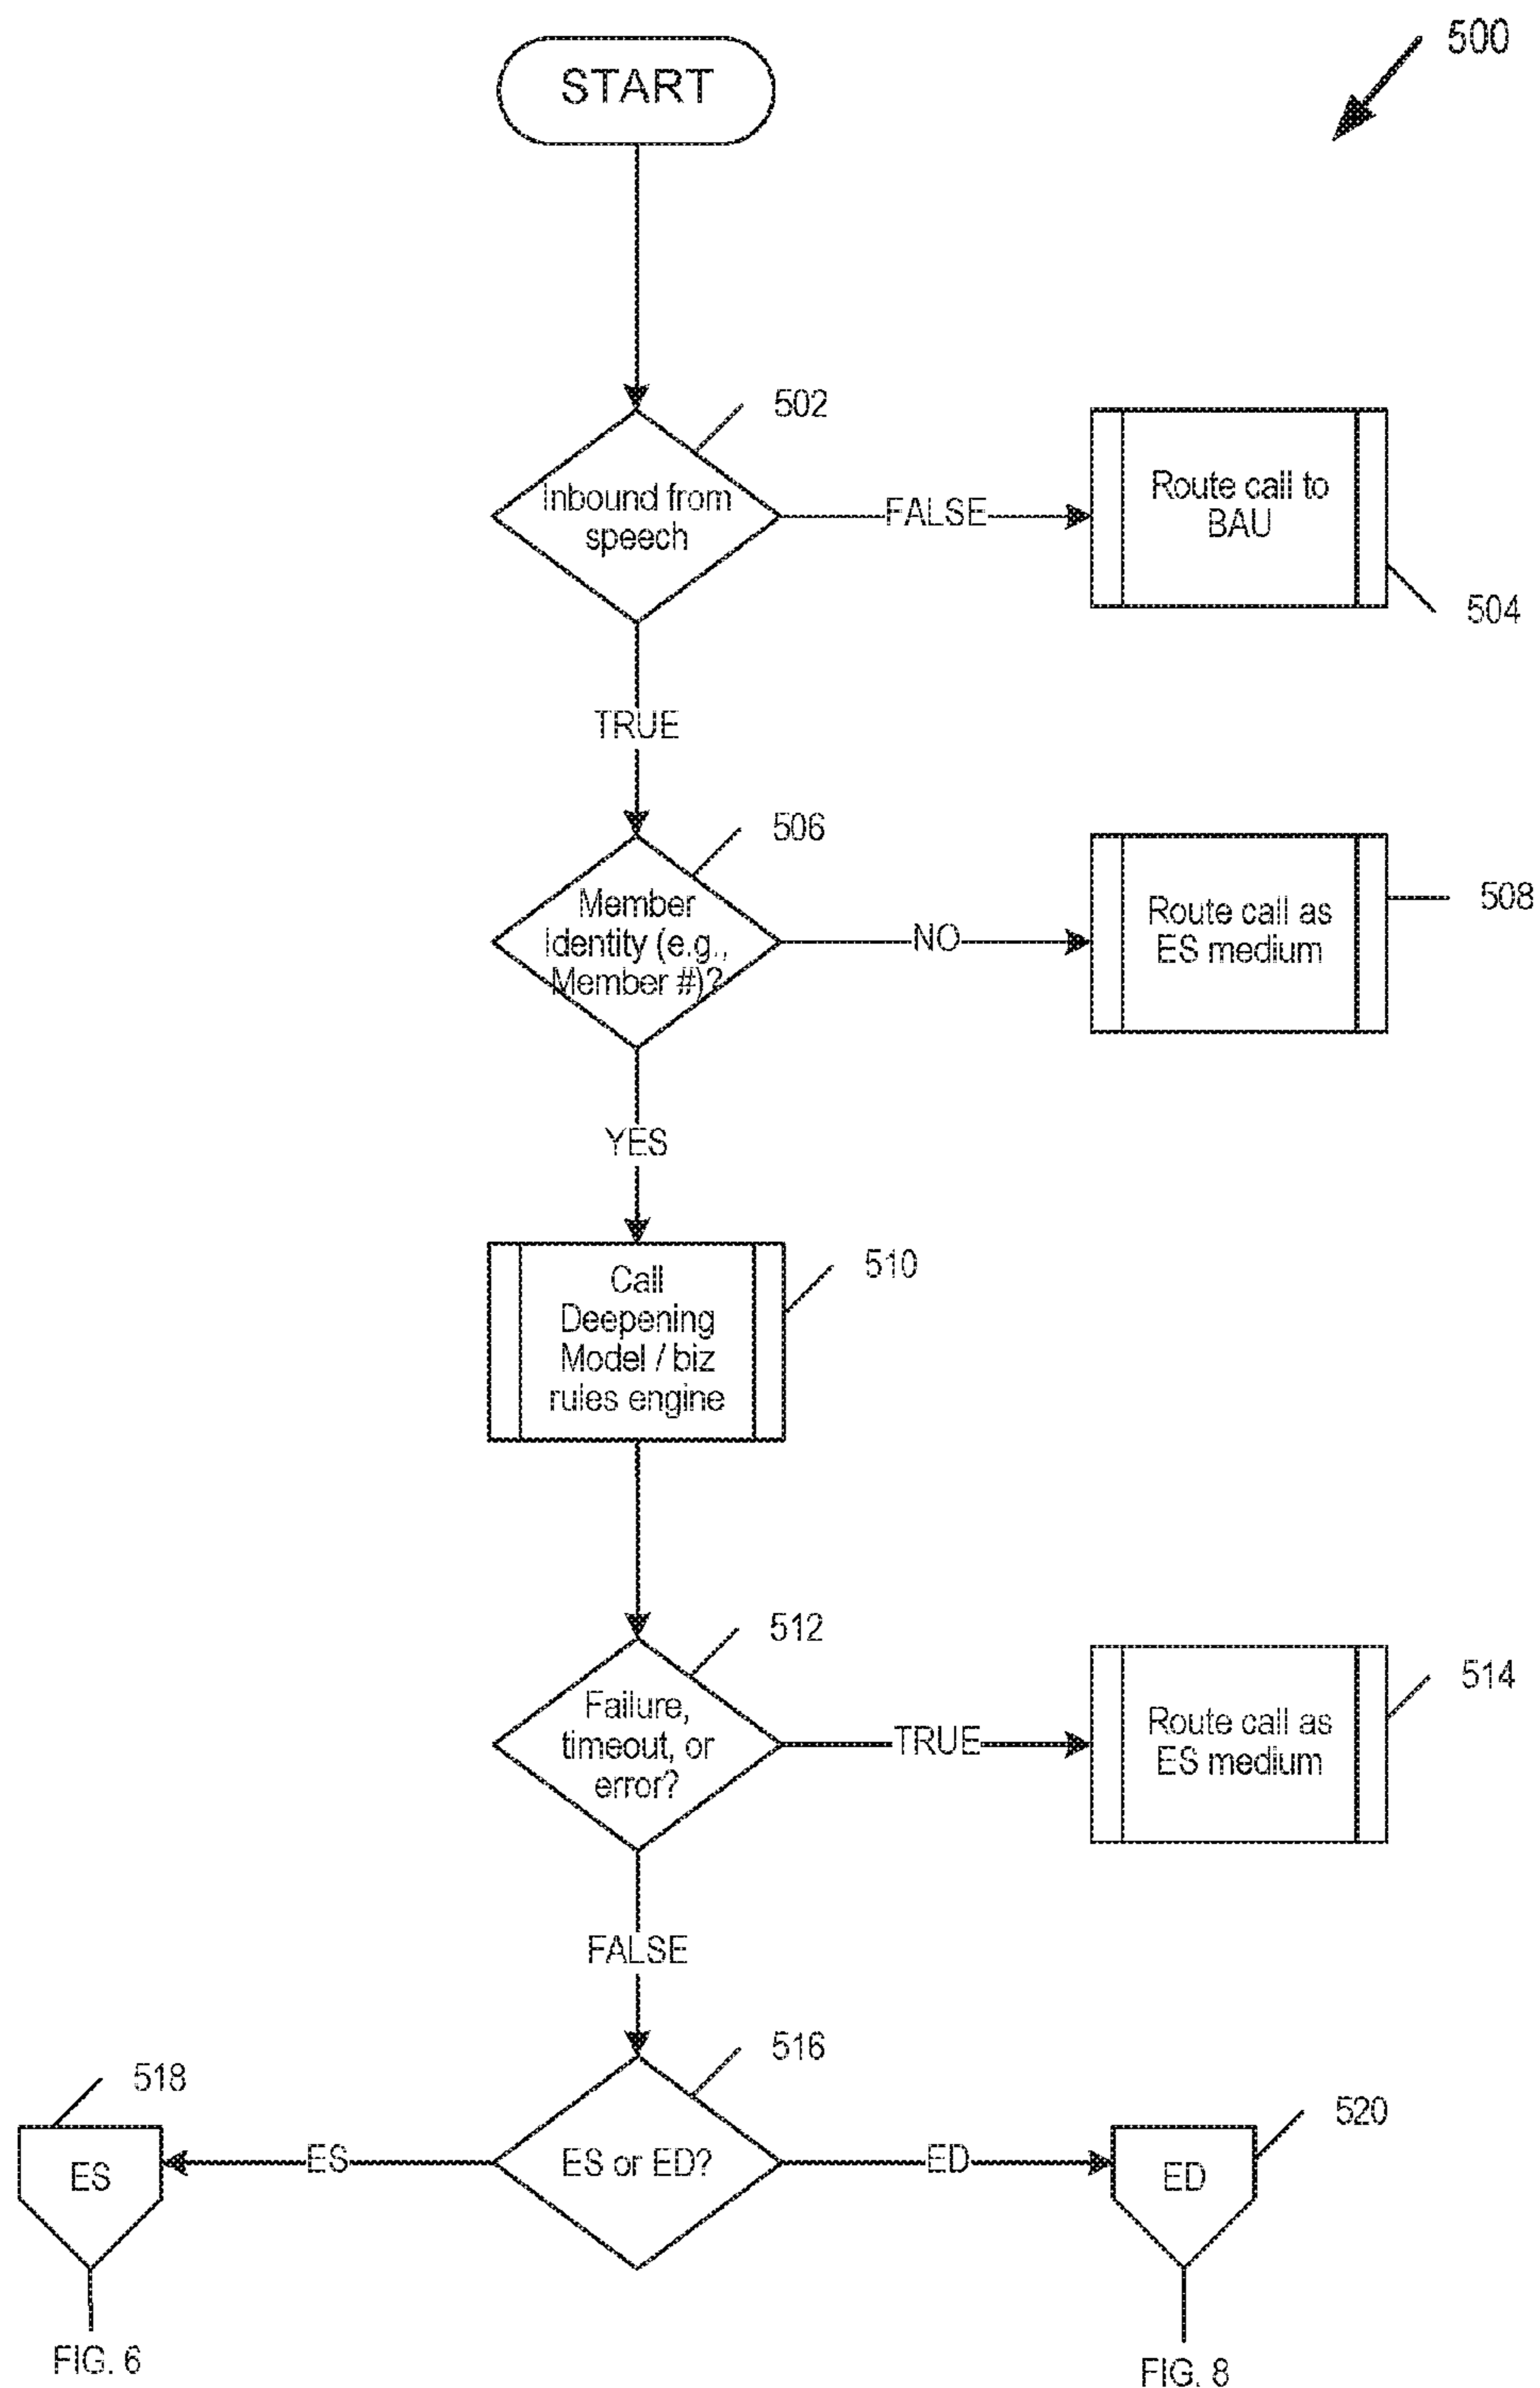 500
START
502
Inbound from
speech
FALSE
Route call to
BAU
504
TRUE
506
Member
identity (e.g.,
Member #)?
NO
Route call as
ES medium
508
YES
510
Call
Deepening
Model / biz
rules engine
512
Failure,
timeout, or
error?
TRUE
Route call as
ES medium
514
FALSE
516
518
ES
ES
ES or ED?
ED
ED
520
FIG. 6
FIG. 8